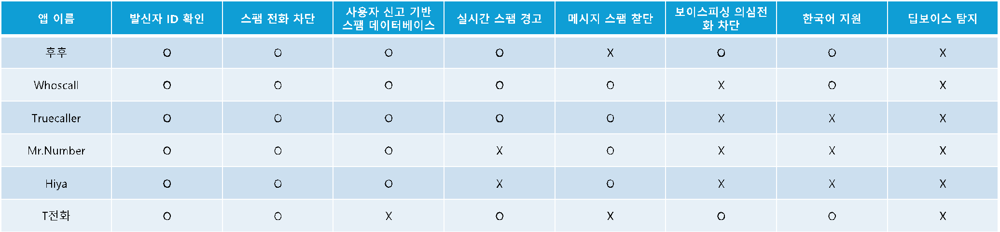 앱 이름 발신자 ID 확인 스팸 전화 차단 사용자 신고 기반 스팸 데이터베이스 실시간 스팸 경고 메시지 스팸 찯단 보이스피싱 의심전화 차단 한국어 지원 딥보이스 탐지
후후 O O O O X O O X
Whoscall O O O O O X O X
Truecaller O O O O O X X X
Mr.Number O O O X O X X X
Hiya O O O X O X X X
T전화 O O X O X O O X